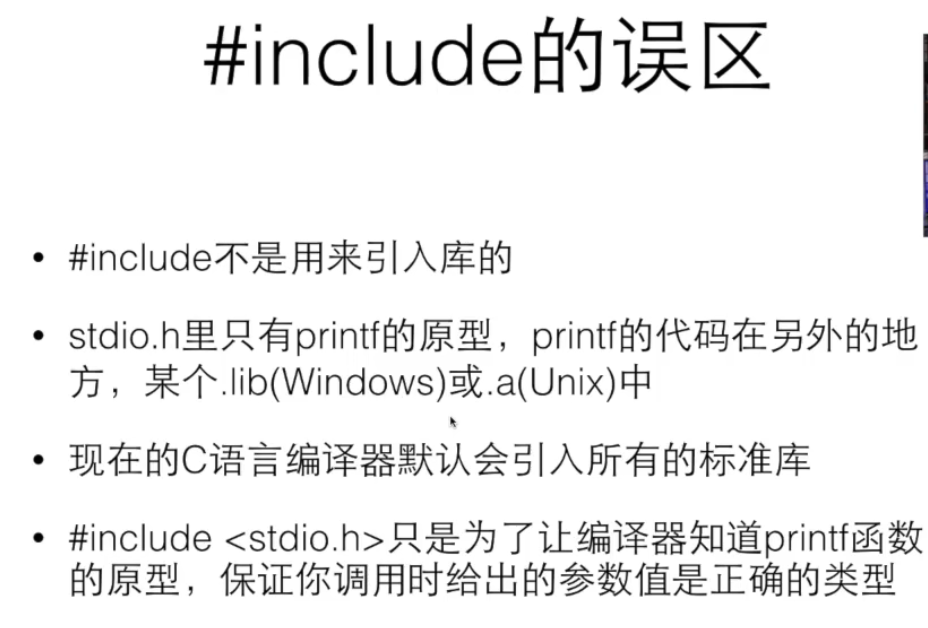 #include的误区
• #include不是用来引入库的
• stdio.h里只有printf的原型，printf的代码在另外的地
方，某个.lib(Windows)或.a(Unix)中
• 现在的C语言编译器默认会引入所有的标准库
• #include <stdio.h>只是为了让编译器知道printf函数
的原型，保证你调用时给出的参数值是正确的类型